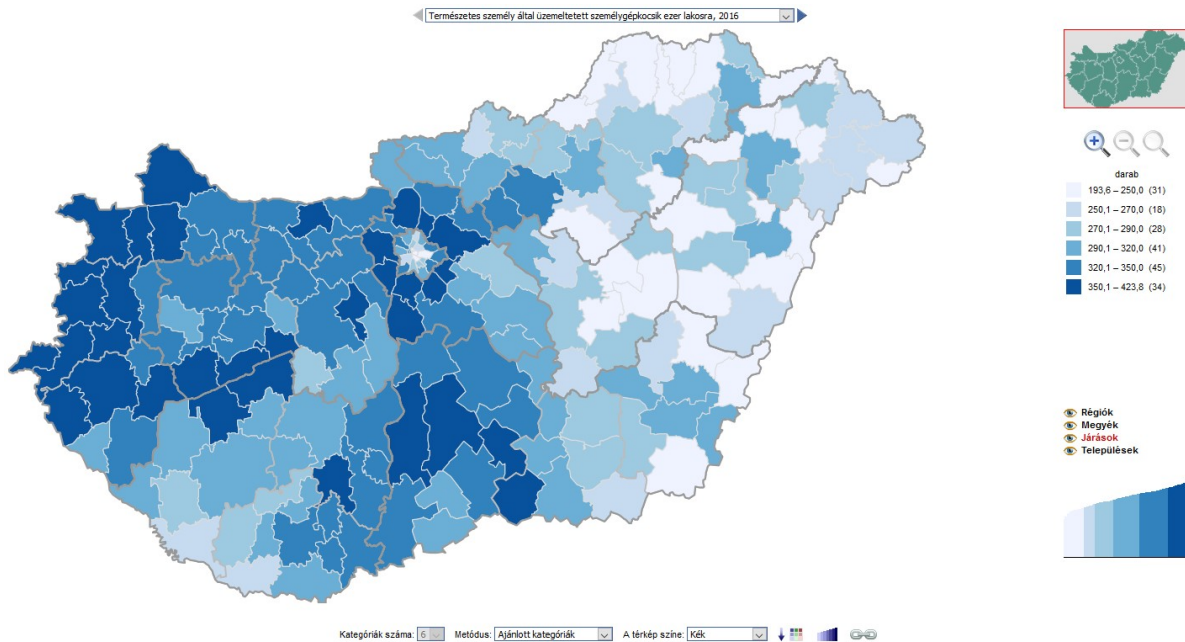 Természetes személy által üzemeltetett személygépkocsik ezer lakosra, 2016
darab
193,6 – 250,0 (31)
250,1 – 270,0 (18)
270,1 – 290,0 (28)
290,1 – 320,0 (41)
320,1 – 350,0 (45)
350,1 – 423,8 (34)
Régiók
Megyék
Járások
Települések
Kategóriák száma: 6 Metódus: Ajánlott kategóriák A térkép színe: Kék